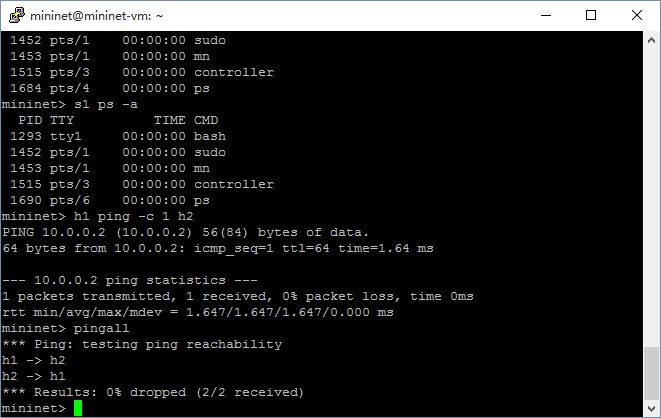 mininet@mininet-vm: ~
1452 pts/1    00:00:00 sudo
1453 pts/1    00:00:00 mn
1515 pts/3    00:00:00 controller
1684 pts/4    00:00:00 ps
mininet> s1 ps -a
  PID TTY          TIME CMD
1293 tty1     00:00:00 bash
1452 pts/1    00:00:00 sudo
1453 pts/1    00:00:00 mn
1515 pts/3    00:00:00 controller
1690 pts/6    00:00:00 ps
mininet> h1 ping -c 1 h2
PING 10.0.0.2 (10.0.0.2) 56(84) bytes of data.
64 bytes from 10.0.0.2: icmp_seq=1 ttl=64 time=1.64 ms
--- 10.0.0.2 ping statistics ---
1 packets transmitted, 1 received, 0% packet loss, time 0ms
rtt min/avg/max/mdev = 1.647/1.647/1.647/0.000 ms
mininet> pingall
*** Ping: testing ping reachability
h1 -> h2
h2 -> h1
*** Results: 0% dropped (2/2 received)
mininet>